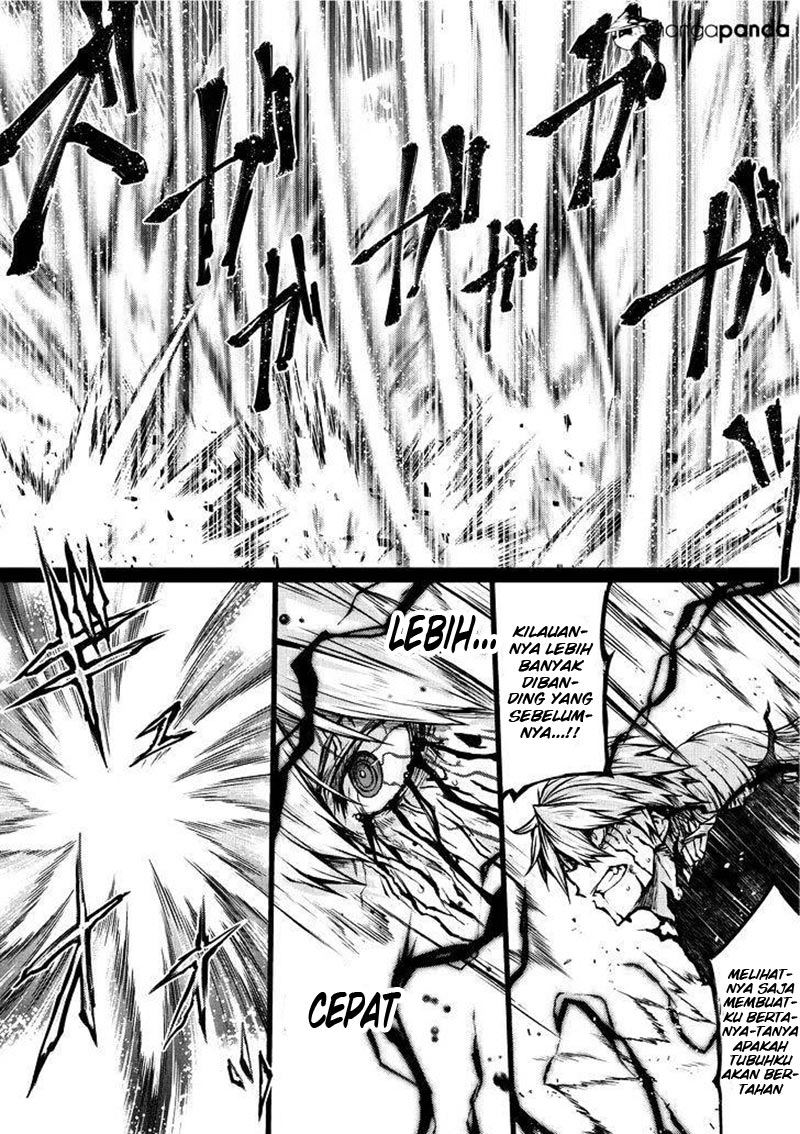 mangapanda
ズガガガガガガ!!
KILAUAN-
NYA LEBIH
BANYAK
DIBAN-
DING YANG
SEBELUM-
NYA...!!
MELIHAT-
NYA SAJA
MEMBUAT-
KU BERTA-
NYA-TANYA
APAKAH
TUBUHKU
AKAN BER-
TAHAN
LEBIH...
CEPAT